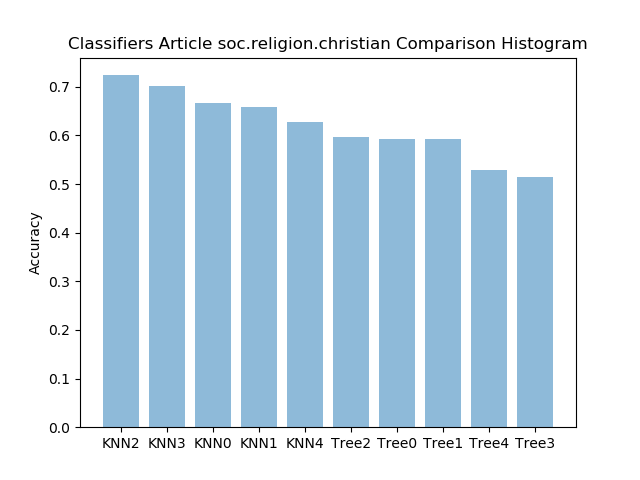 Classifiers Article soc.religion.christian Comparison Histogram
Accuracy
0.7
0.6
0.5
0.4
0.3
0.2
0.1
0.0
KNN2 KNN3 KNN0 KNN1 KNN4 Tree2 Tree0 Tree1 Tree4 Tree3